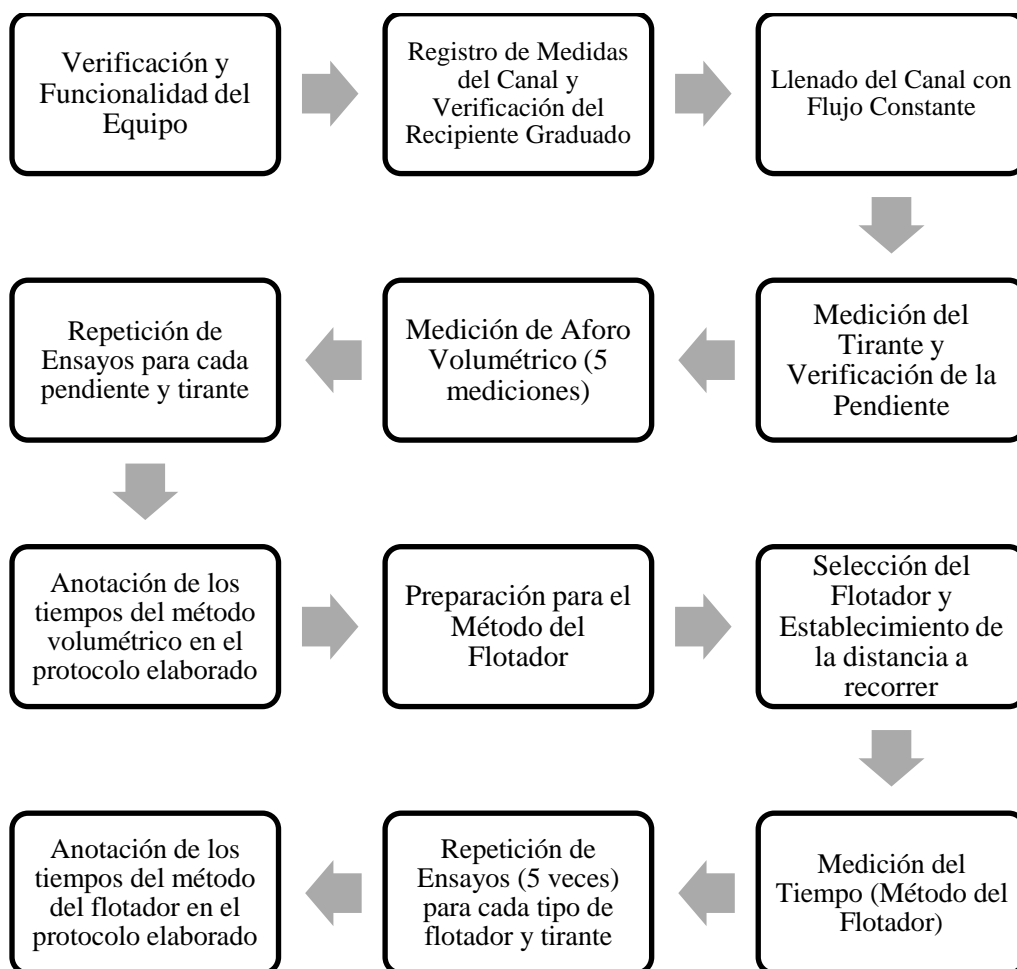 Verificación y
Funcionalidad del
Equipo
Registro de Medidas
del Canal y
Verificación del
Recipiente Graduado
Llenado del Canal con
Flujo Constante
Medición del
Tirante y
Verificación de la
Pendiente
Medición de Aforo
Volumétrico (5
mediciones)
Repetición de
Ensayos para cada
pendiente y tirante
Anotación de los
tiempos del método
volumétrico en el
protocolo elaborado
Preparación para el
Método del
Flotador
Selección del
Flotador y
Establecimiento de
la distancia a
recorrer
Medición del
Tiempo (Método del
Flotador)
Repetición de
Ensayos (5 veces)
para cada tipo de
flotador y tirante
Anotación de los
tiempos del método
del flotador en el
protocolo elaborado